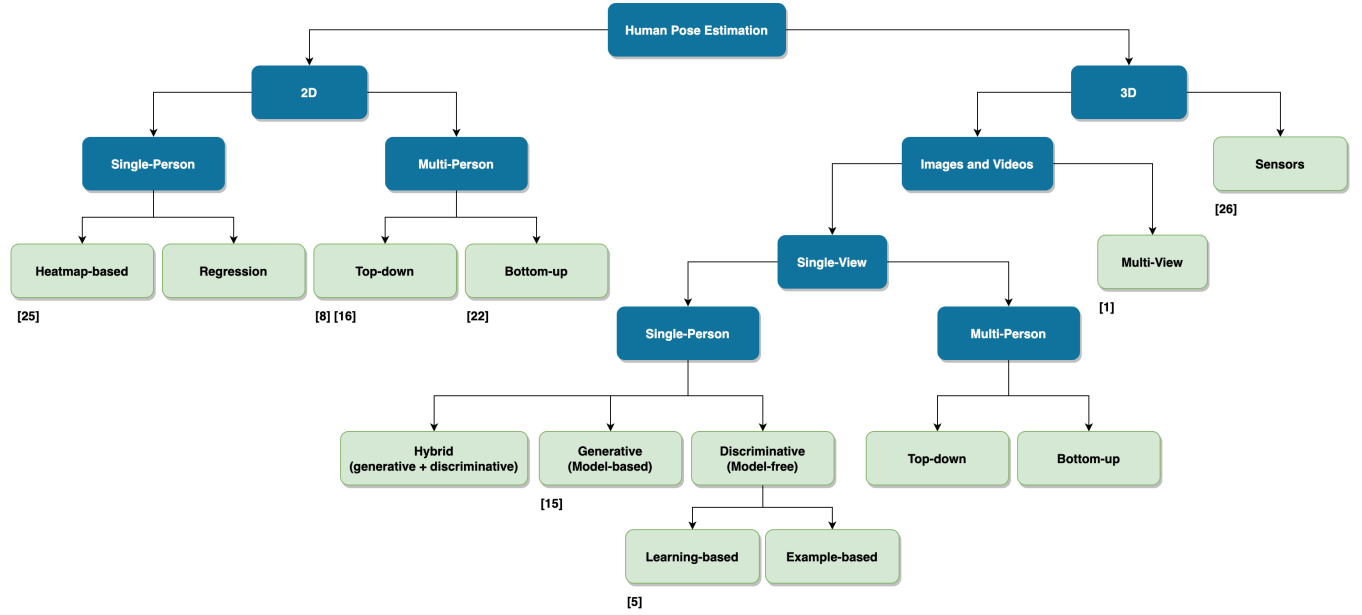 Human Pose Estimation
2D
3D
Single-Person
Multi-Person
Images and Videos
Sensors
[26]
Heatmap-based
Regression
Top-down
Bottom-up
Single-View
Multi-View
[25]
[8] [16]
[22]
[1]
Single-Person
Multi-Person
Hybrid
(generative + discriminative)
Generative
(Model-based)
Discriminative
(Model-free)
Top-down
Bottom-up
[15]
Learning-based
Example-based
[5]